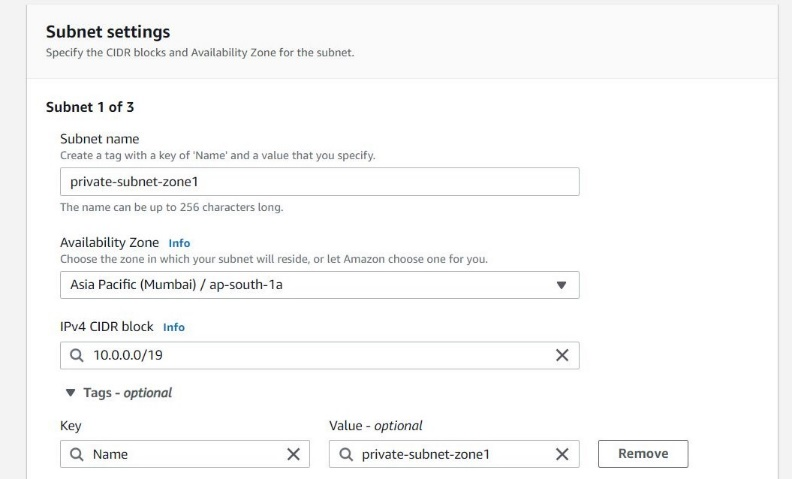 Subnet settings
Specify the CIDR blocks and Availability Zone for the subnet.
Subnet 1 of 3
Subnet name
Create a tag with a key of 'Name' and a value that you specify.
private-subnet-zone1
The name can be up to 256 characters long.
Availability Zone Info
Choose the zone in which your subnet will reside, or let Amazon choose one for you.
Asia Pacific (Mumbai) / ap-south-1a
IPv4 CIDR block Info
10.0.0.0/19
Tags - optional
Key Value - optional
Name private-subnet-zone1 Remove